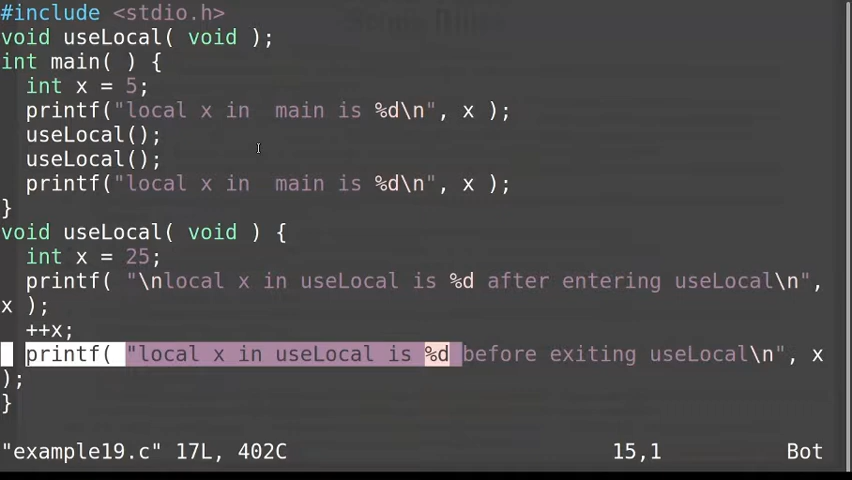 #include <stdio.h>
void useLocal( void );
int main( ) {
  int x = 5;
  printf("local x in  main is %d\n", x );
  useLocal();
  useLocal();
  printf("local x in  main is %d\n", x );
}
void useLocal( void ) {
  int x = 25;
  printf( "\nlocal x in useLocal is %d after entering useLocal\n",
x );
  ++x;
  printf( "local x in useLocal is %d before exiting useLocal\n", x
);
}
"example19.c" 17L, 402C 15,1 Bot